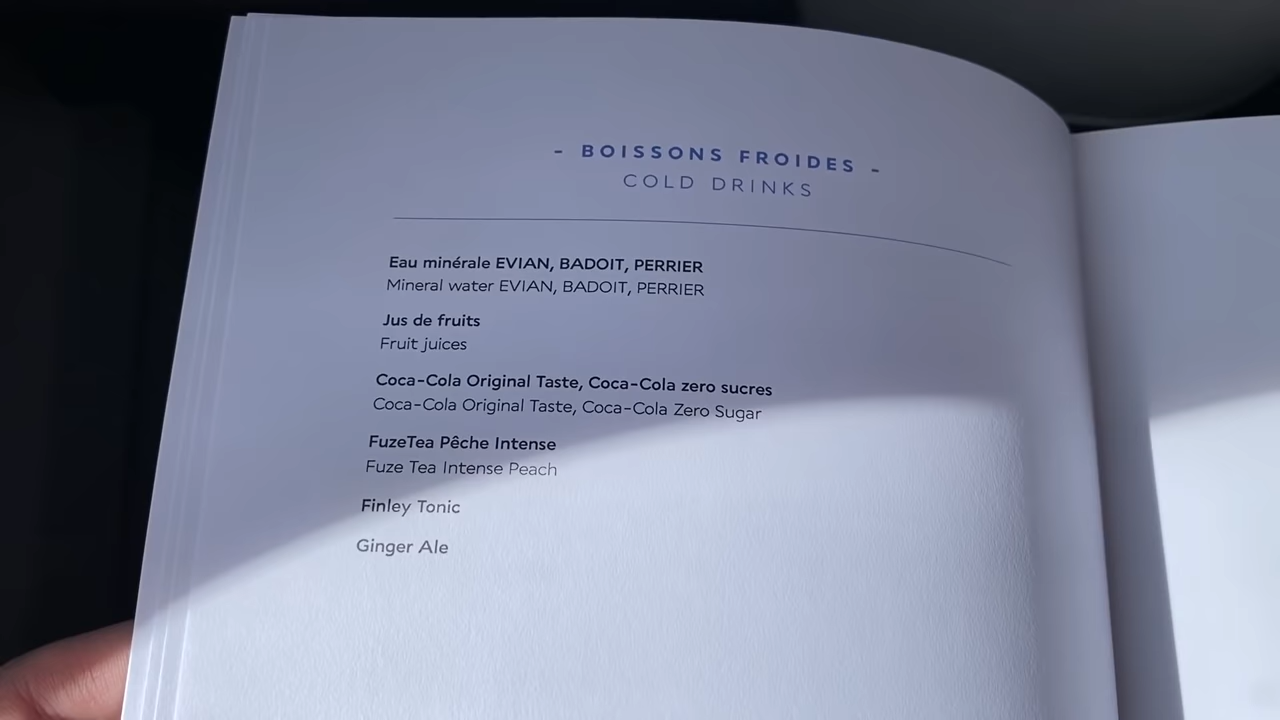 - BOISSONS FROIDES -
COLD DRINKS
Eau minérale EVIAN, BADOIT, PERRIER
Mineral water EVIAN, BADOIT, PERRIER
Jus de fruits
Fruit juices
Coca-Cola Original Taste, Coca-Cola zero sucres
Coca-Cola Original Taste, Coca-Cola Zero Sugar
FuzeTea Pêche Intense
Fuze Tea Intense Peach
Finley Tonic
Ginger Ale